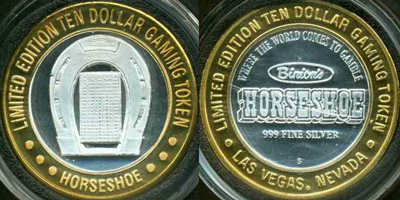 LIMITED EDITION TEN DOLLAR GAMING TOKEN
HORSESHOE
LIMITED EDITION TEN DOLLAR GAMING TOKEN
WHERE THE WORLD COMES TO GAMBLE
Binion's
HORSESHOE
999 FINE SILVER
S
LAS VEGAS, NEVADA